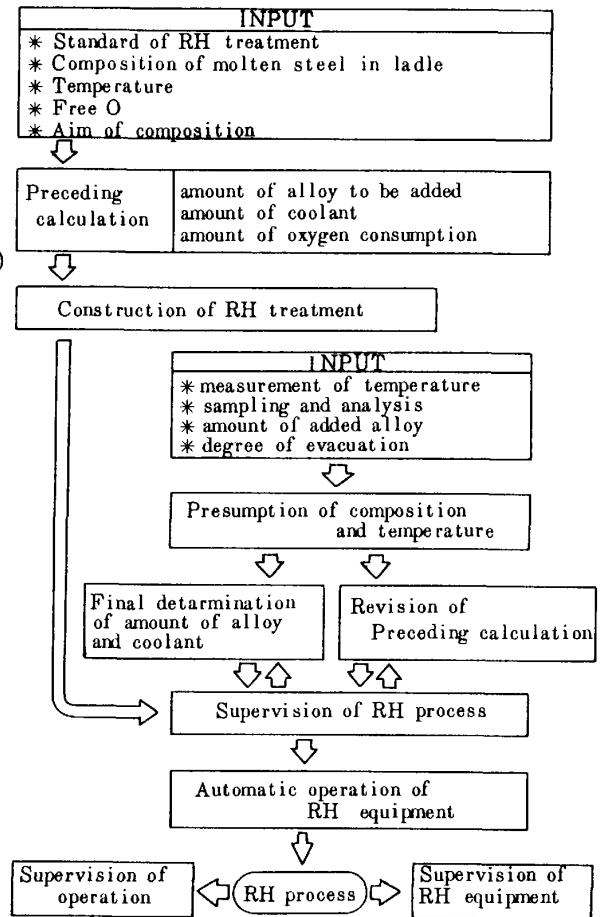 INPUT
* Standard of RH treatment
* Composition of molten steel in ladle
* Temperature
* Free O
* Aim of composition
Preceding
calculation
amount of alloy to be added
amount of coolant
amount of oxygen consumption
)
Construction of RH treatment
INPUT
* measurement of temperature
* sampling and analysis
* amount of added alloy
* degree of evacuation
Presumption of composition
and temperature
Final detarmination
of amount of alloy
and coolant
Revision of
Preceding calculation
Supervision of RH process
Automatic operation of
RH equipment
Supervision of
operation
RH process
Supervision of
RH equipment